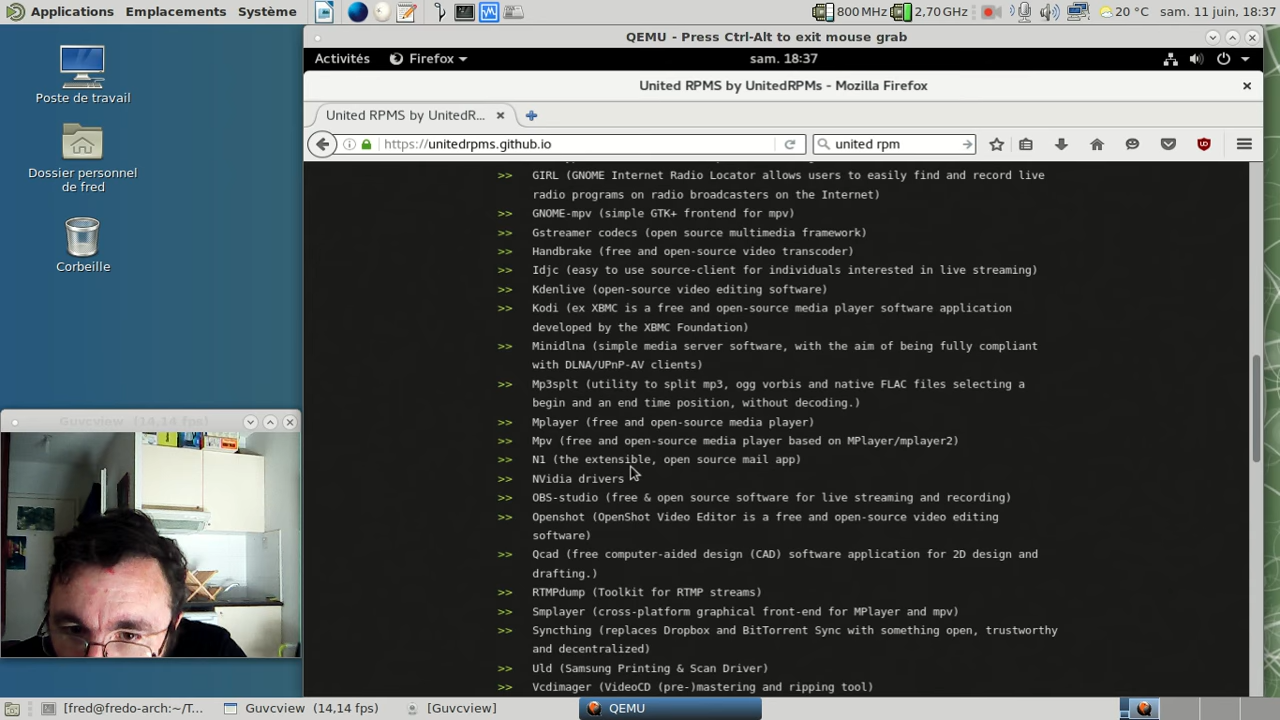 Applications Emplacements Système 800 MHz 2,70 GHz 20 °C sam. 11 juin, 18:37
QEMU - Press Ctrl-Alt to exit mouse grab
Activités Firefox sam. 18:37
United RPMS by UnitedRPMs - Mozilla Firefox
United RPMS by UnitedR...
https://unitedrpms.github.io united rpm
Poste de travail
Dossier personnel
de fred
Corbeille
>> GIRL (GNOME Internet Radio Locator allows users to easily find and record live
radio programs on radio broadcasters on the Internet)
>> GNOME-mpv (simple GTK+ frontend for mpv)
>> Gstreamer codecs (open source multimedia framework)
>> Handbrake (free and open-source video transcoder)
>> Idjc (easy to use source-client for individuals interested in live streaming)
>> Kdenlive (open-source video editing software)
>> Kodi (ex XBMC is a free and open-source media player software application
developed by the XBMC Foundation)
>> Minidlna (simple media server software, with the aim of being fully compliant
with DLNA/UPnP-AV clients)
>> Mp3splt (utility to split mp3, ogg vorbis and native FLAC files selecting a
begin and an end time position, without decoding.)
>> Mplayer (free and open-source media player)
>> Mpv (free and open-source media player based on MPlayer/mplayer2)
>> N1 (the extensible, open source mail app)
>> NVidia drivers
>> OBS-studio (free & open source software for live streaming and recording)
>> Openshot (OpenShot Video Editor is a free and open-source video editing
software)
>> Qcad (free computer-aided design (CAD) software application for 2D design and
drafting.)
>> RTMPdump (Toolkit for RTMP streams)
>> Smplayer (cross-platform graphical front-end for MPlayer and mpv)
>> Syncthing (replaces Dropbox and BitTorrent Sync with something open, trustworthy
and decentralized)
>> Uld (Samsung Printing & Scan Driver)
>> Vcdimager (VideoCD (pre-)mastering and ripping tool)
Guvcview (14,14 fps)
[fred@fredo-arch:~/T... Guvcview (14,14 fps) [Guvcview] QEMU